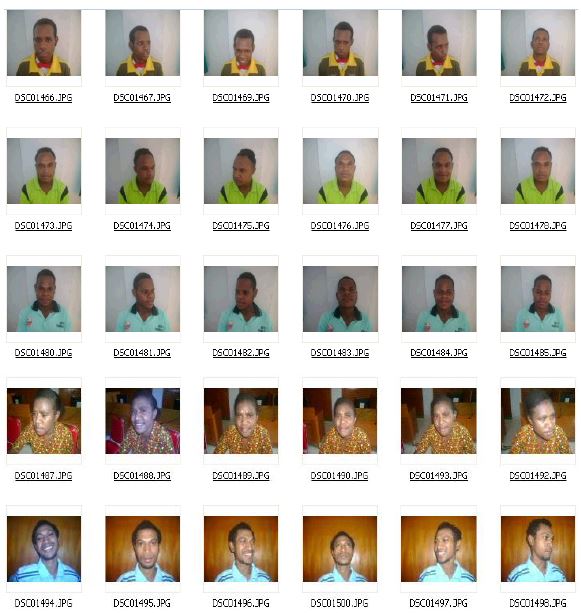 DSC01466.JPG DSC01467.JPG DSC01469.JPG DSC01470.JPG DSC01471.JPG DSC01472.JPG
DSC01473.JPG DSC01474.JPG DSC01475.JPG DSC01476.JPG DSC01477.JPG DSC01478.JPG
DSC01480.JPG DSC01481.JPG DSC01482.JPG DSC01483.JPG DSC01484.JPG DSC01485.JPG
DSC01487.JPG DSC01488.JPG DSC01489.JPG DSC01490.JPG DSC01493.JPG DSC01492.JPG
DSC01494.JPG DSC01495.JPG DSC01496.JPG DSC01500.JPG DSC01497.JPG DSC01498.JPG